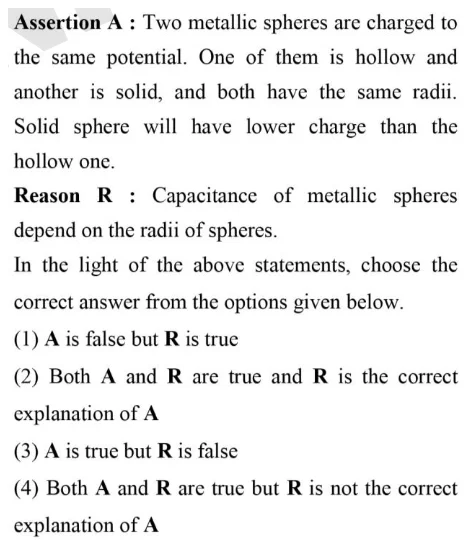 Assertion A : Two metallic spheres are charged to
the same potential. One of them is hollow and
another is solid, and both have the same radii.
Solid sphere will have lower charge than the
hollow one.
Reason R : Capacitance of metallic spheres
depend on the radii of spheres.
In the light of the above statements, choose the
correct answer from the options given below.
(1) A is false but R is true
(2) Both A and R are true and R is the correct
explanation of A
(3) A is true but R is false
(4) Both A and R are true but R is not the correct
explanation of A